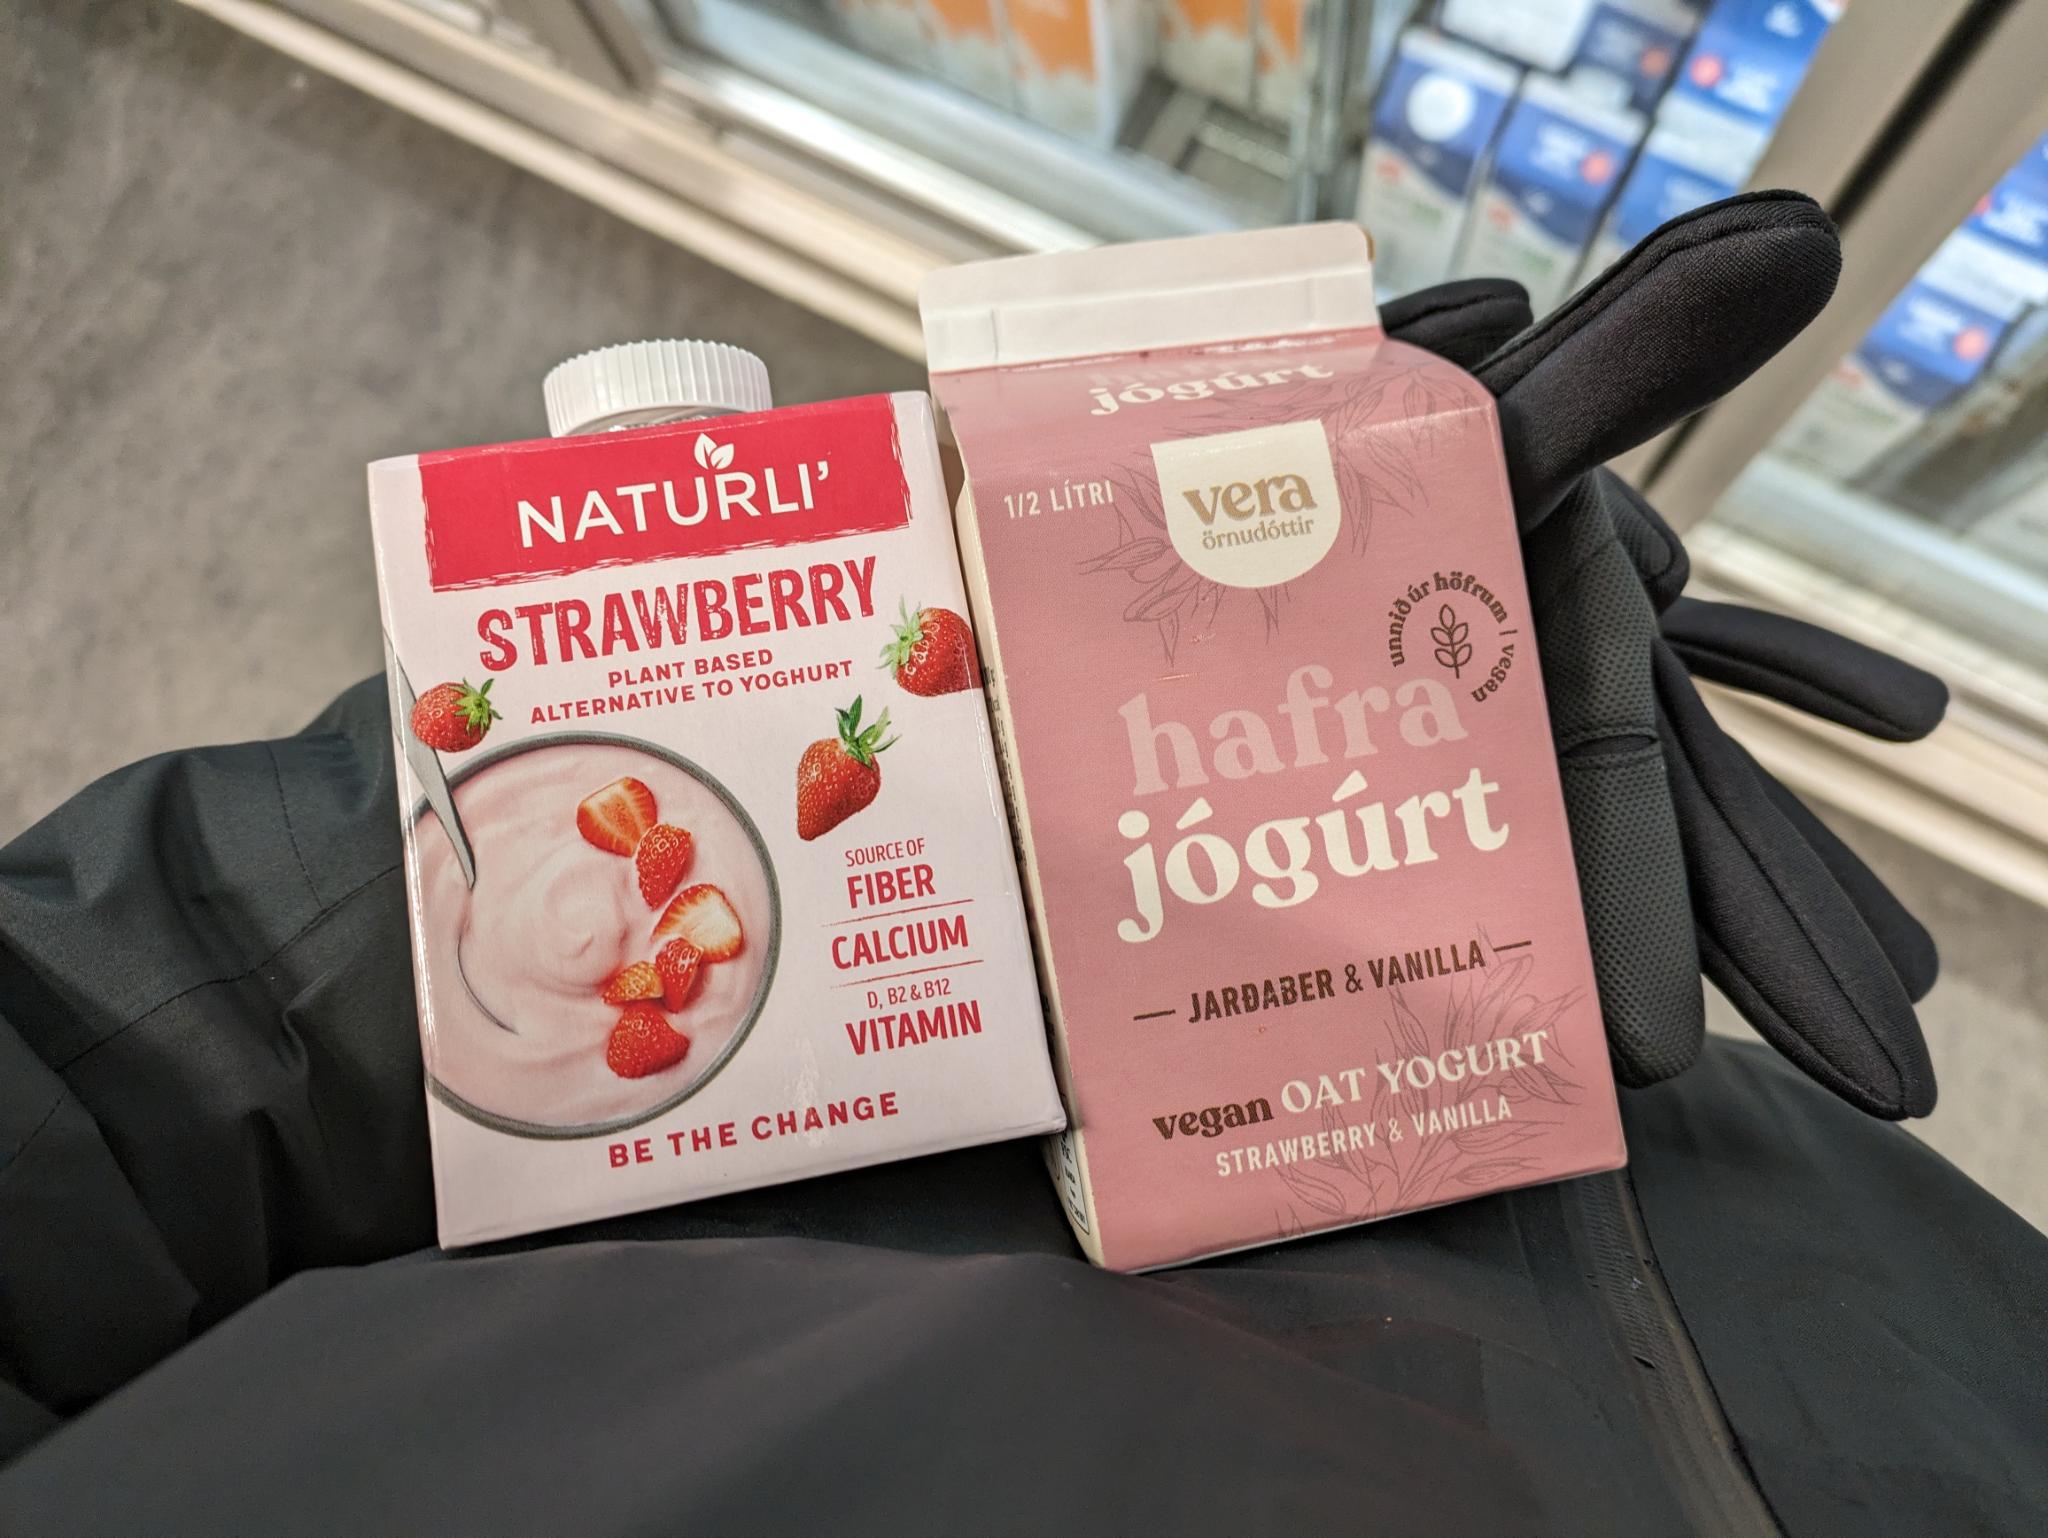 NATURLI'
STRAWBERRY
PLANT BASED
ALTERNATIVE TO YOGHURT
SOURCE OF
FIBER
CALCIUM
D, B2 & B12
VITAMIN
BE THE CHANGE
jógúrt
1/2 LÍTRI
vera
örnudóttir
unnið úr höfrum | vegan
hafra
jógúrt
JARÐABER & VANILLA
vegan OAT YOGURT
STRAWBERRY & VANILLA